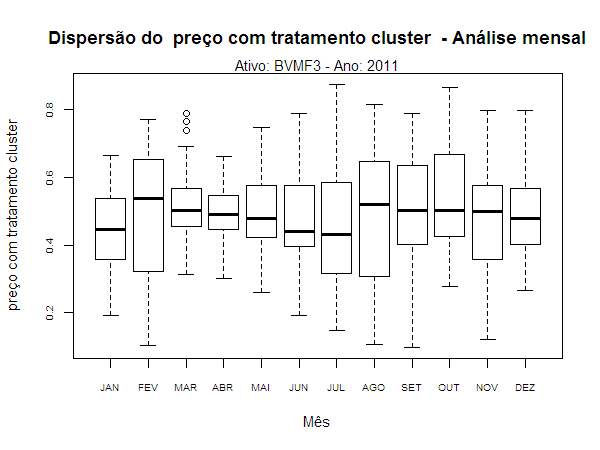 Dispersão do  preço com tratamento cluster  - Análise mensal
Ativo: BVMF3 - Ano: 2011
preço com tratamento cluster
0.8
0.6
0.4
0.2
JAN FEV MAR ABR MAI JUN JUL AGO SET OUT NOV DEZ
Mês